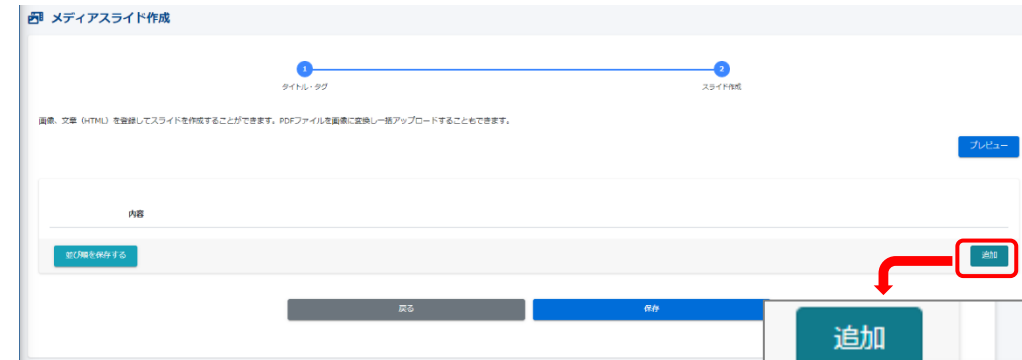 メディアスライド作成
1
2
タイトル・タグ
スライド作成
画像、文章（HTML）を登録してスライドを作成することができます。PDFファイルを画像に変換し一括アップロードすることもできます。
プレビュー
内容
並び順を保存する
追加
戻る
保存
追加